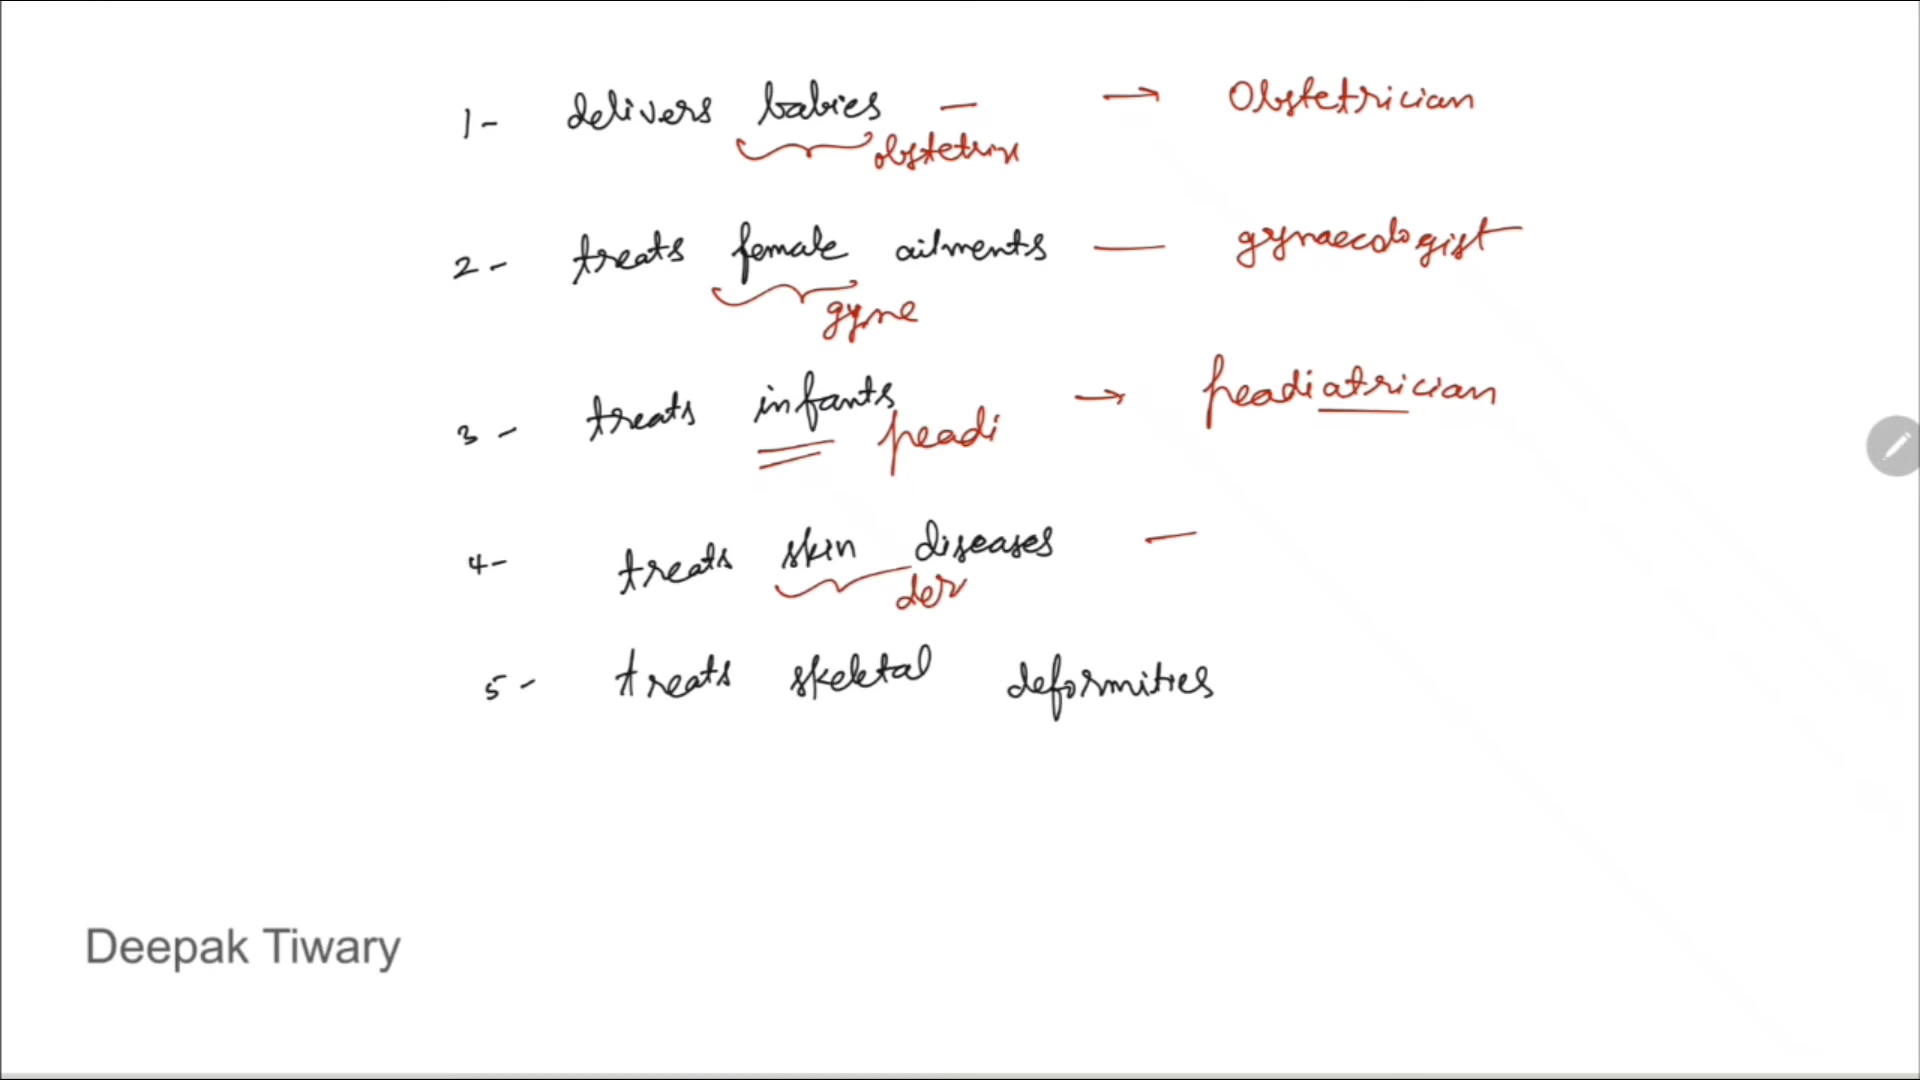 1- delivers babies - → Obstetrician
obstetrix
2- treats female ailments — gynaecologist
gyne
3- treats infants → peadiatrician
peadi
4- treats skin diseases -
der
5- treats skeletal deformities
Deepak Tiwary